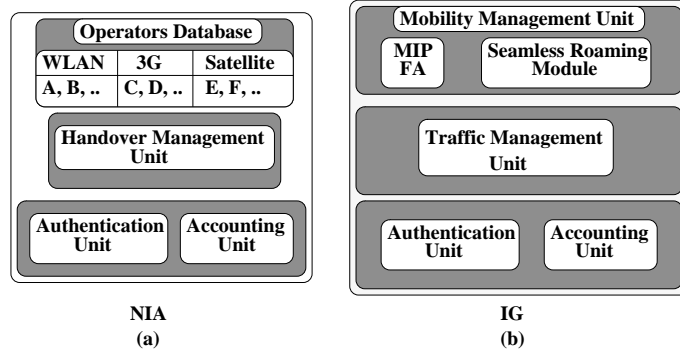 Operators Database
WLAN 3G Satellite
A, B, .. C, D, .. E, F, ..
Handover Management
Unit
Authentication
Unit
Accounting
Unit
NIA
(a)
Mobility Management Unit
MIP
FA
Seamless Roaming
Module
Traffic Management
Unit
Authentication
Unit
Accounting
Unit
IG
(b)